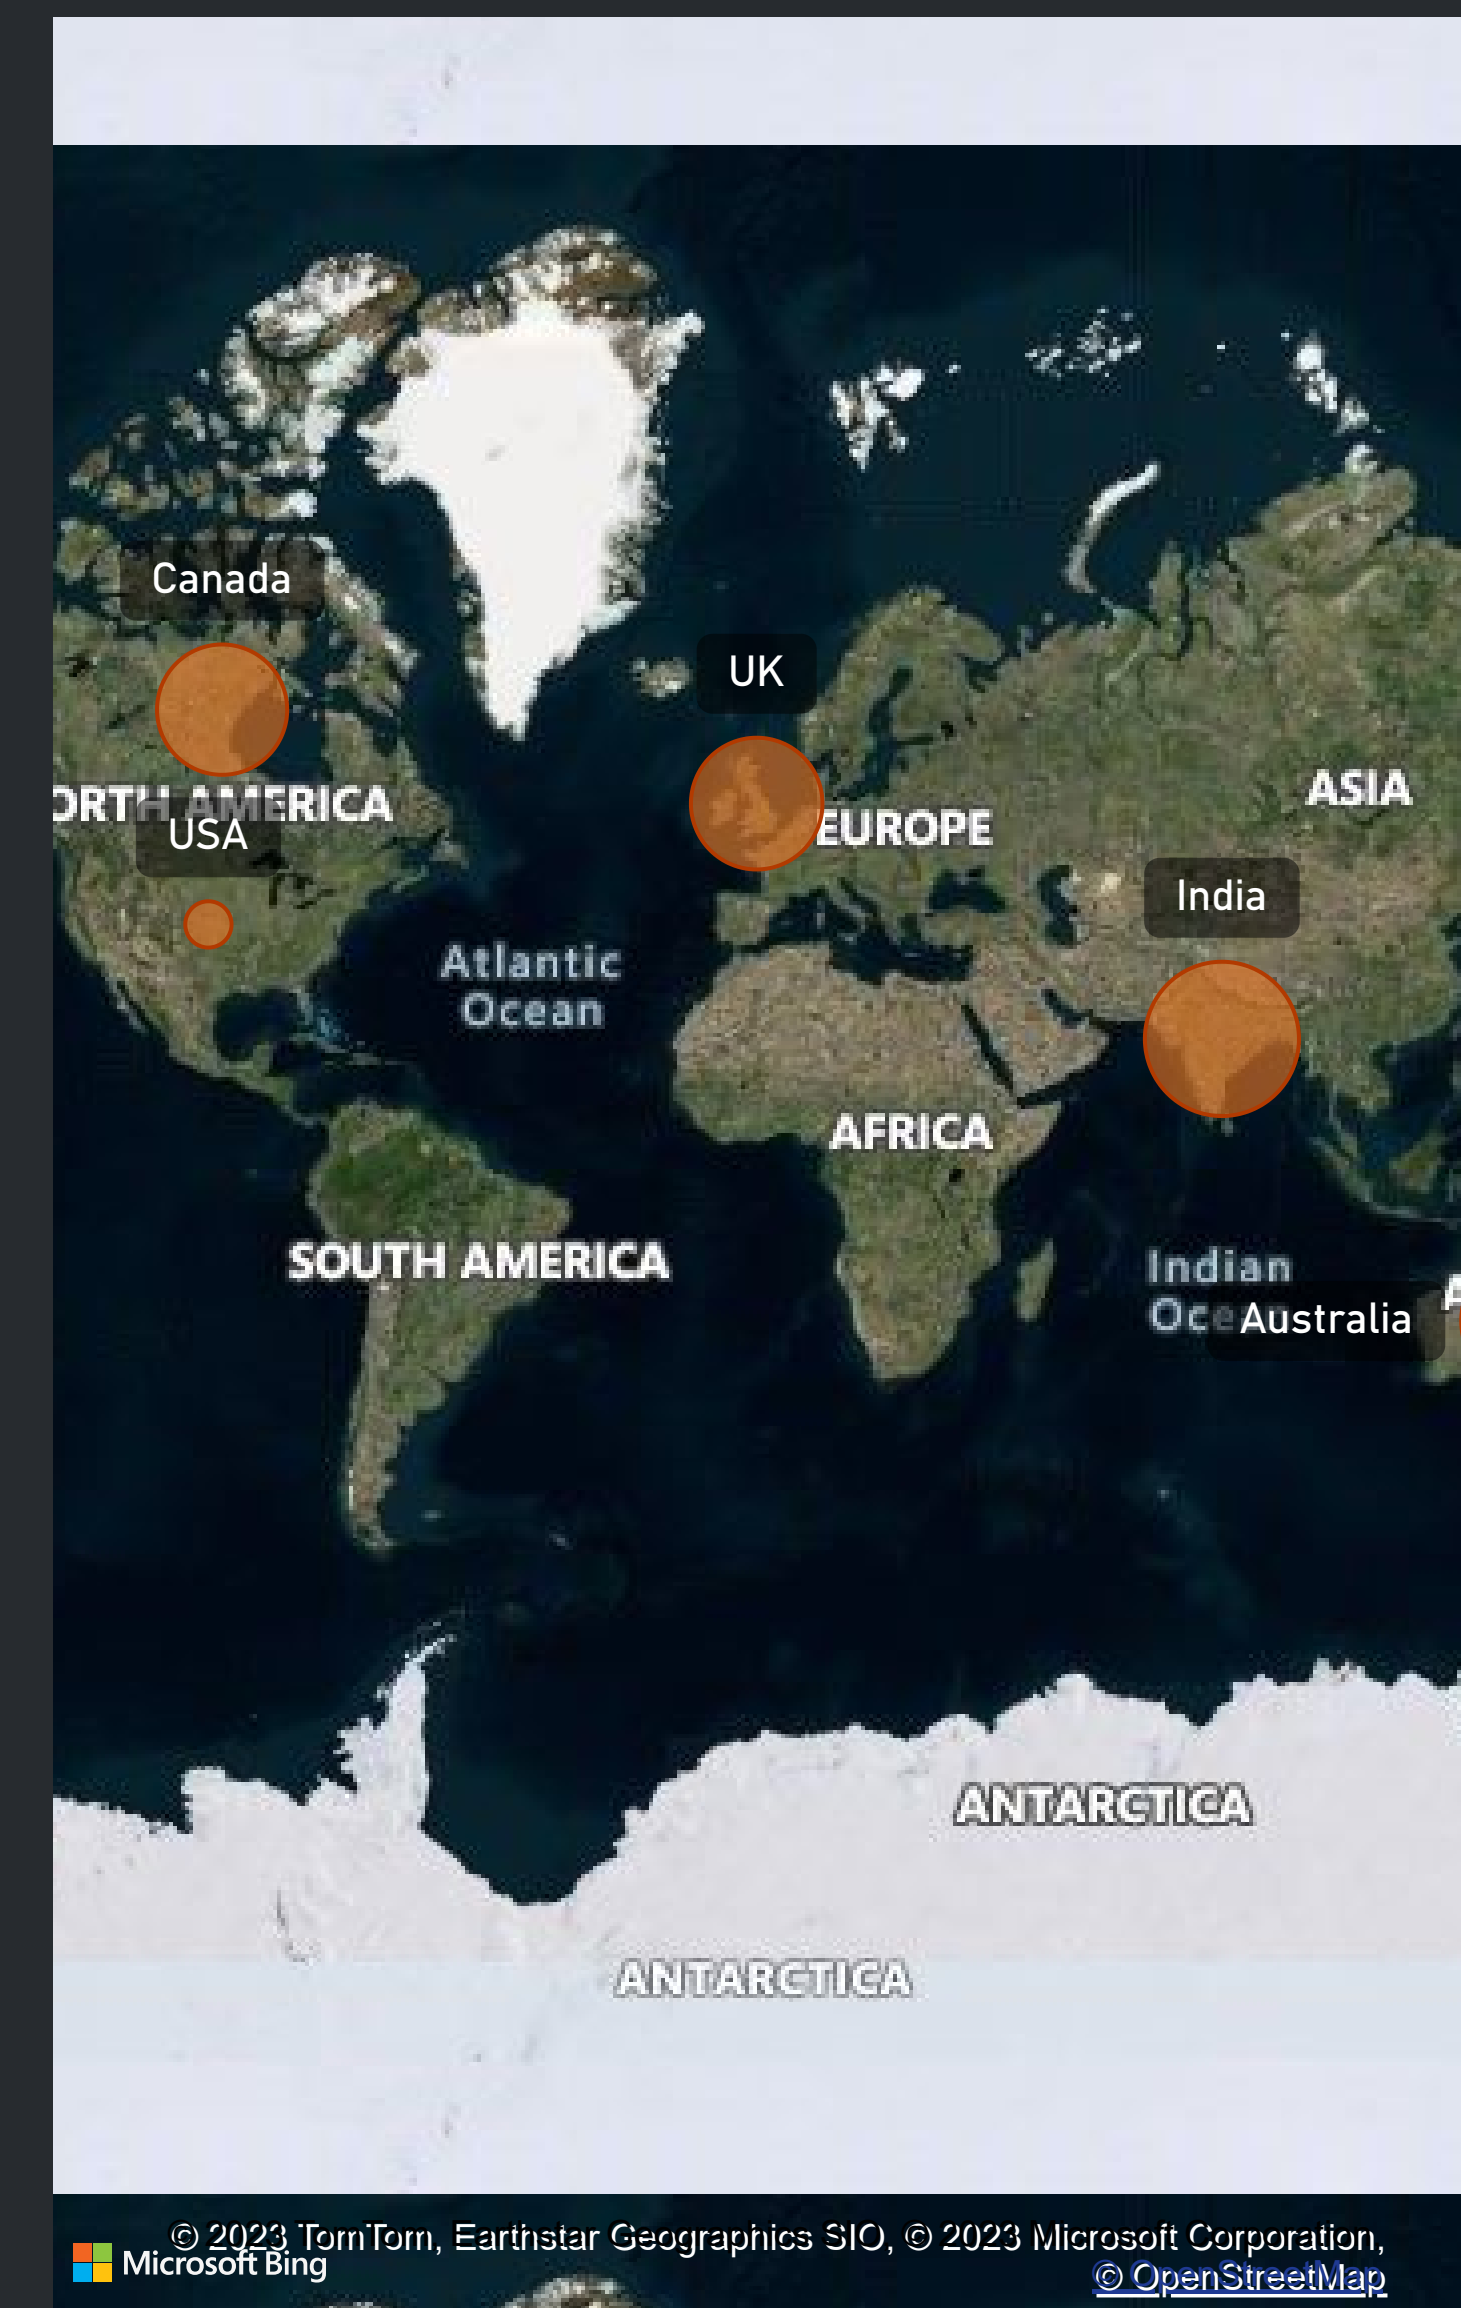 Canada
UK
ORTH AMERICA
USA
EUROPE
ASIA
India
Atlantic
Ocean
AFRICA
SOUTH AMERICA
Indian
Ocean
Australia
A
ANTARCTICA
ANTARCTICA
© 2023 TomTom, Earthstar Geographics SIO, © 2023 Microsoft Corporation,
© OpenStreetMap
Microsoft Bing